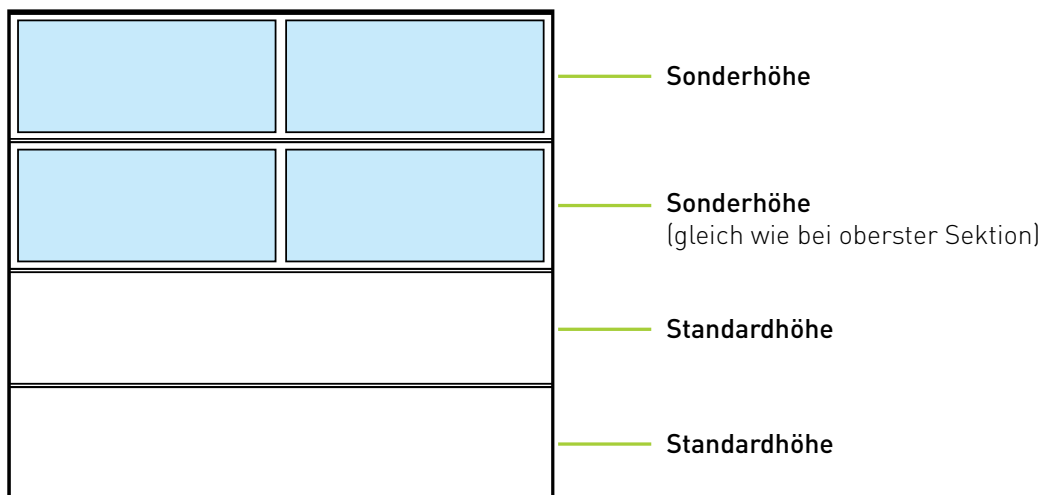 Sonderhöhe
Sonderhöhe
(gleich wie bei oberster Sektion)
Standardhöhe
Standardhöhe